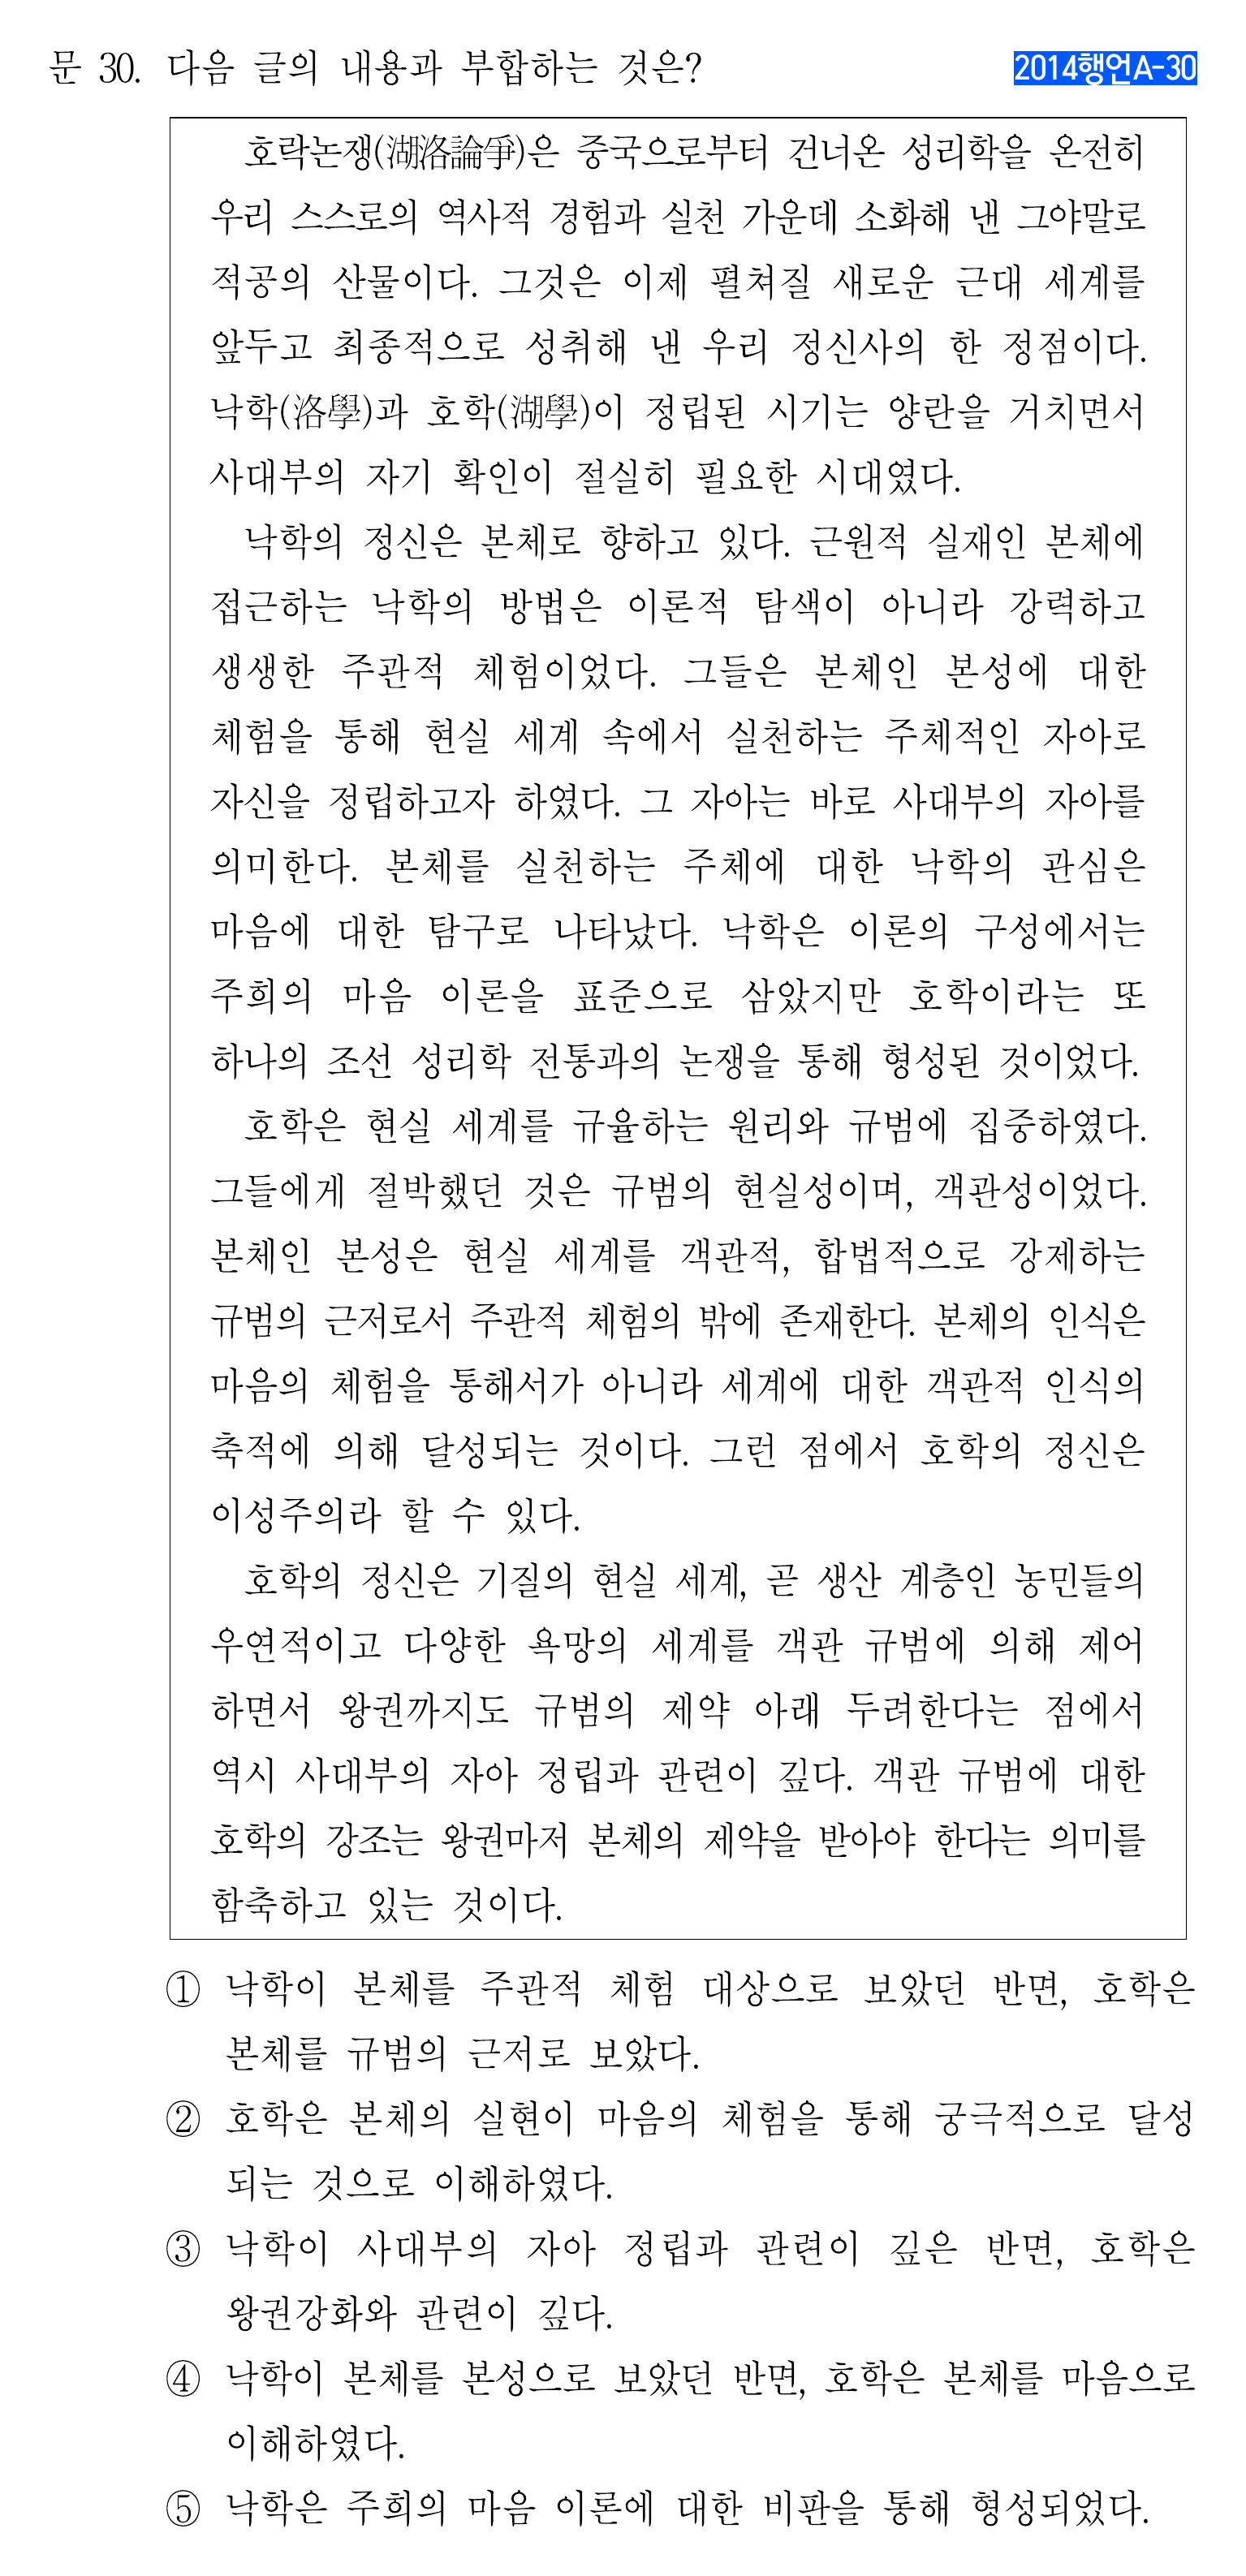 문 30. 다음 글의 내용과 부합하는 것은?
2014행언A-30
호락논쟁(湖洛論爭)은 중국으로부터 건너온 성리학을 온전히
우리 스스로의 역사적 경험과 실천 가운데 소화해 낸 그야말로
적공의 산물이다. 그것은 이제 펼쳐질 새로운 근대 세계를
앞두고 최종적으로 성취해 낸 우리 정신사의 한 정점이다.
낙학(洛學)과 호학(湖學)이 정립된 시기는 양란을 거치면서
사대부의 자기 확인이 절실히 필요한 시대였다.
낙학의 정신은 본체로 향하고 있다. 근원적 실재인 본체에
접근하는 낙학의 방법은 이론적 탐색이 아니라 강력하고
생생한 주관적 체험이었다. 그들은 본체인 본성에 대한
체험을 통해 현실 세계 속에서 실천하는 주체적인 자아로
자신을 정립하고자 하였다. 그 자아는 바로 사대부의 자아를
의미한다. 본체를 실천하는 주체에 대한 낙학의 관심은
마음에 대한 탐구로 나타났다. 낙학은 이론의 구성에서는
주희의 마음 이론을 표준으로 삼았지만 호학이라는 또
하나의 조선 성리학 전통과의 논쟁을 통해 형성된 것이었다.
호학은 현실 세계를 규율하는 원리와 규범에 집중하였다.
그들에게 절박했던 것은 규범의 현실성이며, 객관성이었다.
본체인 본성은 현실 세계를 객관적, 합법적으로 강제하는
규범의 근저로서 주관적 체험의 밖에 존재한다. 본체의 인식은
마음의 체험을 통해서가 아니라 세계에 대한 객관적 인식의
축적에 의해 달성되는 것이다. 그런 점에서 호학의 정신은
이성주의라 할 수 있다.
호학의 정신은 기질의 현실 세계, 곧 생산 계층인 농민들의
우연적이고 다양한 욕망의 세계를 객관 규범에 의해 제어
하면서 왕권까지도 규범의 제약 아래 두려한다는 점에서
역시 사대부의 자아 정립과 관련이 깊다. 객관 규범에 대한
호학의 강조는 왕권마저 본체의 제약을 받아야 한다는 의미를
함축하고 있는 것이다.
① 낙학이 본체를 주관적 체험 대상으로 보았던 반면, 호학은
본체를 규범의 근저로 보았다.
② 호학은 본체의 실현이 마음의 체험을 통해 궁극적으로 달성
되는 것으로 이해하였다.
③ 낙학이 사대부의 자아 정립과 관련이 깊은 반면, 호학은
왕권강화와 관련이 깊다.
④ 낙학이 본체를 본성으로 보았던 반면, 호학은 본체를 마음으로
이해하였다.
⑤ 낙학은 주희의 마음 이론에 대한 비판을 통해 형성되었다.